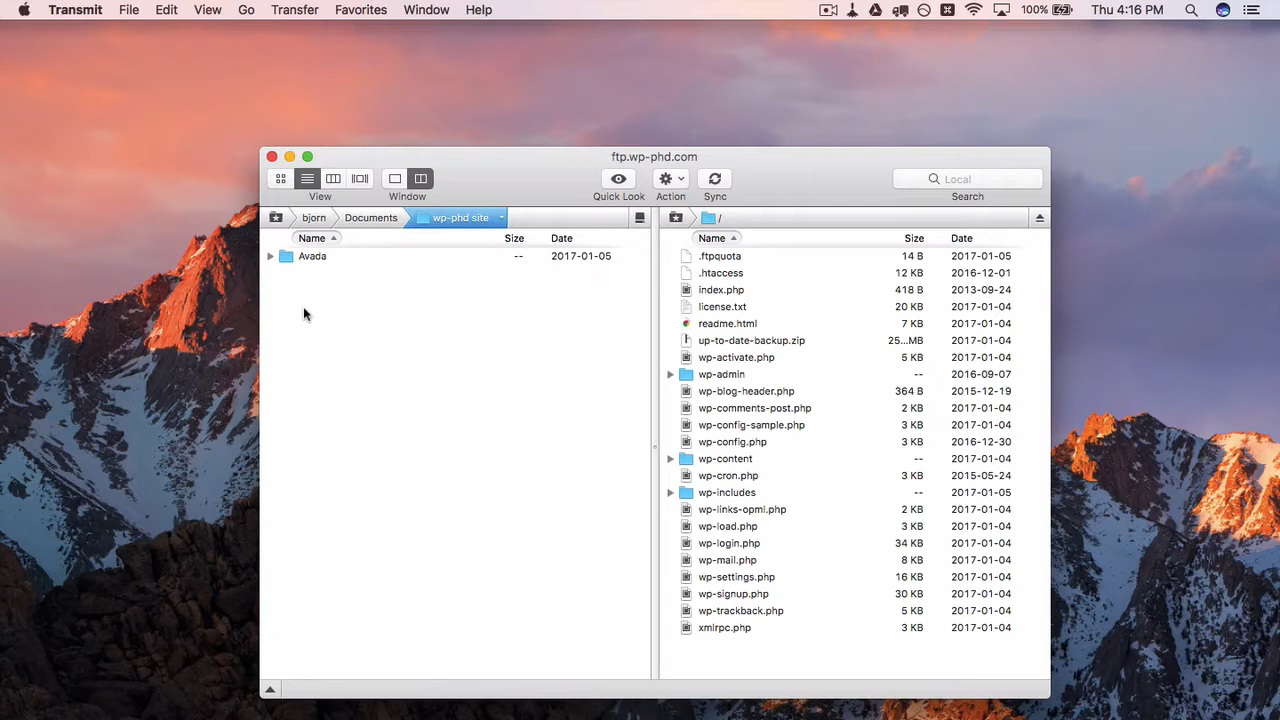 Transmit File Edit View Go Transfer Favorites Window Help 100% Thu 4:16 PM
ftp.wp-phd.com
Local
View Window Quick Look Action Sync Search
bjorn Documents wp-phd site /
Name Size Date Name Size Date
Avada -- 2017-01-05
.ftpquota 14 B 2017-01-05
.htaccess 12 KB 2016-12-01
index.php 418 B 2013-09-24
license.txt 20 KB 2017-01-04
readme.html 7 KB 2017-01-04
up-to-date-backup.zip 25...MB 2017-01-04
wp-activate.php 5 KB 2017-01-04
wp-admin -- 2016-09-07
wp-blog-header.php 364 B 2015-12-19
wp-comments-post.php 2 KB 2017-01-04
wp-config-sample.php 3 KB 2017-01-04
wp-config.php 3 KB 2016-12-30
wp-content -- 2017-01-04
wp-cron.php 3 KB 2015-05-24
wp-includes -- 2017-01-05
wp-links-opml.php 2 KB 2017-01-04
wp-load.php 3 KB 2017-01-04
wp-login.php 34 KB 2017-01-04
wp-mail.php 8 KB 2017-01-04
wp-settings.php 16 KB 2017-01-04
wp-signup.php 30 KB 2017-01-04
wp-trackback.php 5 KB 2017-01-04
xmlrpc.php 3 KB 2017-01-04